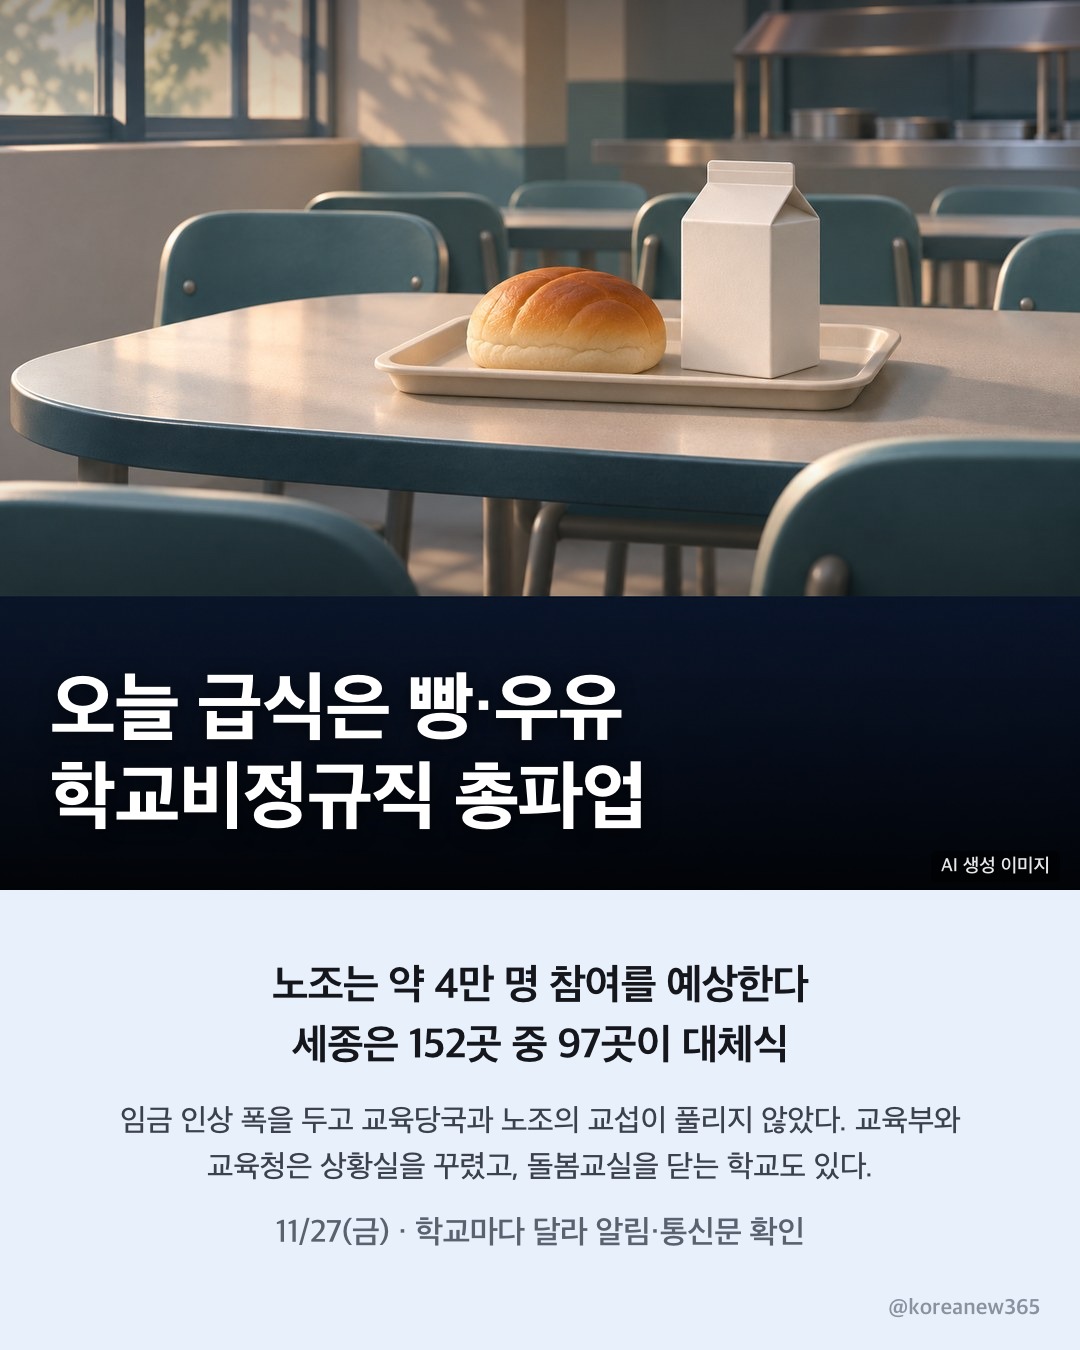 오늘 급식은 빵·우유
학교비정규직 총파업
AI 생성 이미지
노조는 약 4만 명 참여를 예상한다
세종은 152곳 중 97곳이 대체식
임금 인상 폭을 두고 교육당국과 노조의 교섭이 풀리지 않았다. 교육부와
교육청은 상황실을 꾸렸고, 돌봄교실을 닫는 학교도 있다.
11/27(금) · 학교마다 달라 알림·통신문 확인
@koreanew365